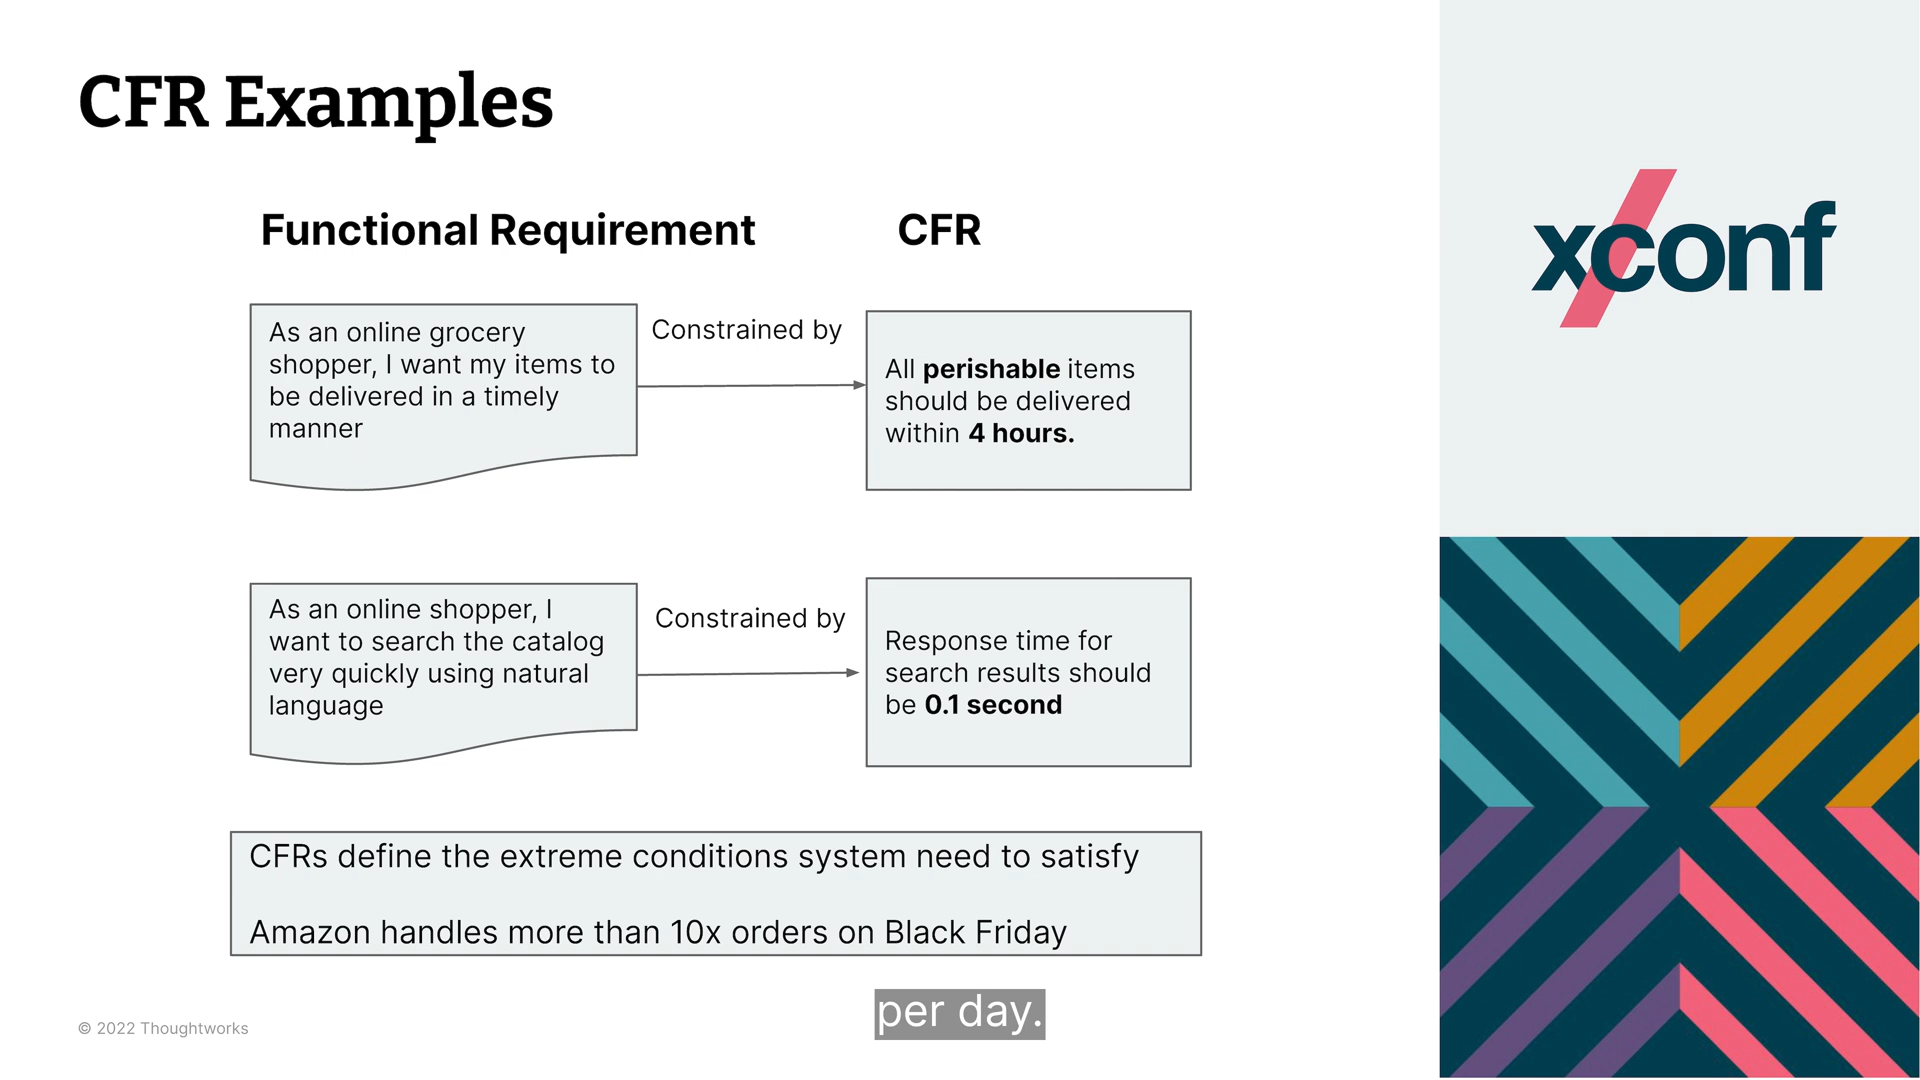 CFR Examples
Functional Requirement
CFR
As an online grocery
shopper, I want my items to
be delivered in a timely
manner
Constrained by
All perishable items
should be delivered
within 4 hours.
As an online shopper, I
want to search the catalog
very quickly using natural
language
Constrained by
Response time for
search results should
be 0.1 second
CFRs define the extreme conditions system need to satisfy
Amazon handles more than 10x orders on Black Friday
per day.
© 2022 Thoughtworks
xconf